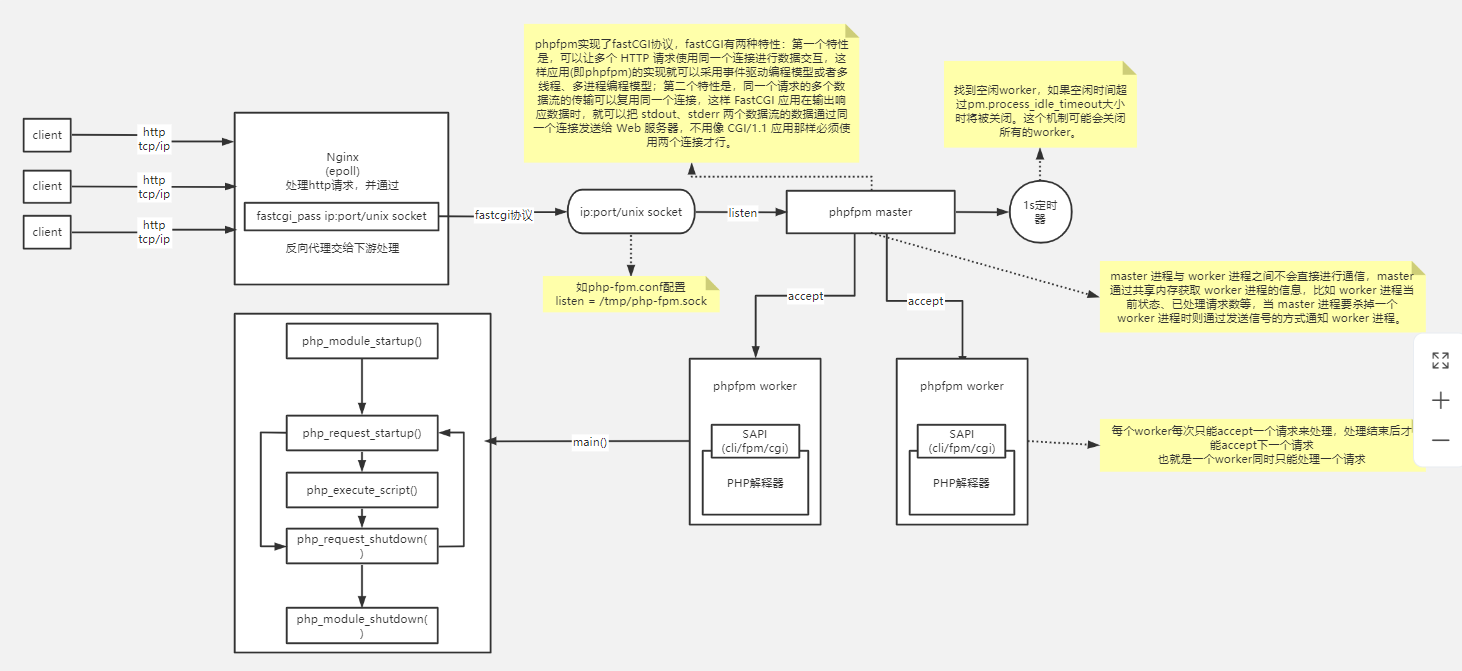 client
http
tcp/ip
client
http
tcp/ip
client
http
tcp/ip
Nginx
(epoll)
处理http请求，并通过
fastcgi_pass ip:port/unix socket
反向代理交给下游处理
fastcgi协议
ip:port/unix socket
如php-fpm.conf配置
listen = /tmp/php-fpm.sock
listen
phpfpm实现了fastCGI协议，fastCGI有两种特性：第一个特性
是，可以让多个 HTTP 请求使用同一个连接进行数据交互，这
样应用(即phpfpm)的实现就可以采用事件驱动编程模型或者多
线程、多进程编程模型；第二个特性是，同一个请求的多个数
据流的传输可以复用同一个连接，这样 FastCGI 应用在输出响
应数据时，就可以把 stdout、stderr 两个数据流的数据通过同
一个连接发送给 Web 服务器，不用像 CGI/1.1 应用那样必须使
用两个连接才行。
phpfpm master
1s定时
器
找到空闲worker，如果空闲时间超
过pm.process_idle_timeout大小
时将被关闭。这个机制可能会关闭
所有的worker。
master 进程与 worker 进程之间不会直接进行通信，master
通过共享内存获取 worker 进程的信息，比如 worker 进程当
前状态、已处理请求数等，当 master 进程要杀掉一个
worker 进程时则通过发送信号的方式通知 worker 进程。
accept
accept
phpfpm worker
SAPI
(cli/fpm/cgi)
PHP解释器
phpfpm worker
SAPI
(cli/fpm/cgi)
PHP解释器
每个worker每次只能accept一个请求来处理，处理结束后才
能accept下一个请求
也就是一个worker同时只能处理一个请求
main()
php_module_startup()
php_request_startup()
php_execute_script()
php_request_shutdown(
)
php_module_shutdown(
)